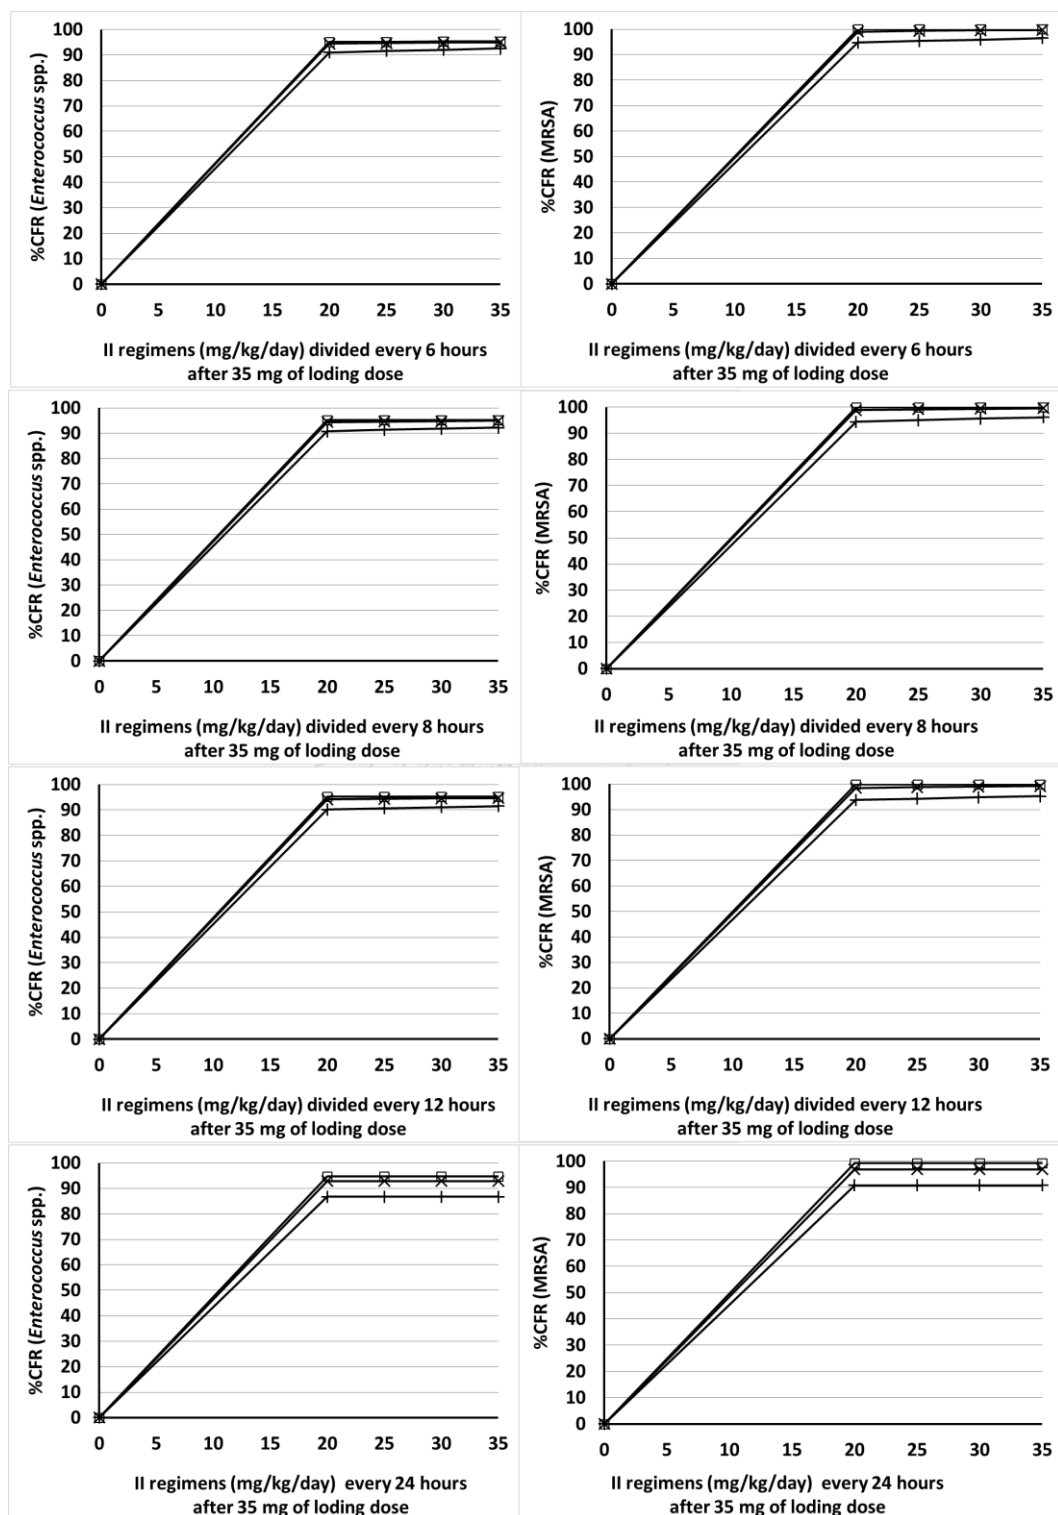 %CFR (Enterococcus spp.)
100
90
80
70
60
50
40
30
20
10
0
0 5 10 15 20 25 30 35
II regimens (mg/kg/day) divided every 6 hours
after 35 mg of loding dose
%CFR (MRSA)
100
90
80
70
60
50
40
30
20
10
0
0 5 10 15 20 25 30 35
II regimens (mg/kg/day) divided every 6 hours
after 35 mg of loding dose
%CFR (Enterococcus spp.)
100
90
80
70
60
50
40
30
20
10
0
0 5 10 15 20 25 30 35
II regimens (mg/kg/day) divided every 8 hours
after 35 mg of loding dose
%CFR (MRSA)
100
90
80
70
60
50
40
30
20
10
0
0 5 10 15 20 25 30 35
II regimens (mg/kg/day) divided every 8 hours
after 35 mg of loding dose
%CFR (Enterococcus spp.)
100
90
80
70
60
50
40
30
20
10
0
0 5 10 15 20 25 30 35
II regimens (mg/kg/day) divided every 12 hours
after 35 mg of loding dose
%CFR (MRSA)
100
90
80
70
60
50
40
30
20
10
0
0 5 10 15 20 25 30 35
II regimens (mg/kg/day) divided every 12 hours
after 35 mg of loding dose
%CFR (Enterococcus spp.)
100
90
80
70
60
50
40
30
20
10
0
0 5 10 15 20 25 30 35
II regimens (mg/kg/day) every 24 hours
after 35 mg of loding dose
%CFR (MRSA)
100
90
80
70
60
50
40
30
20
10
0
0 5 10 15 20 25 30 35
II regimens (mg/kg/day) every 24 hours
after 35 mg of loding dose